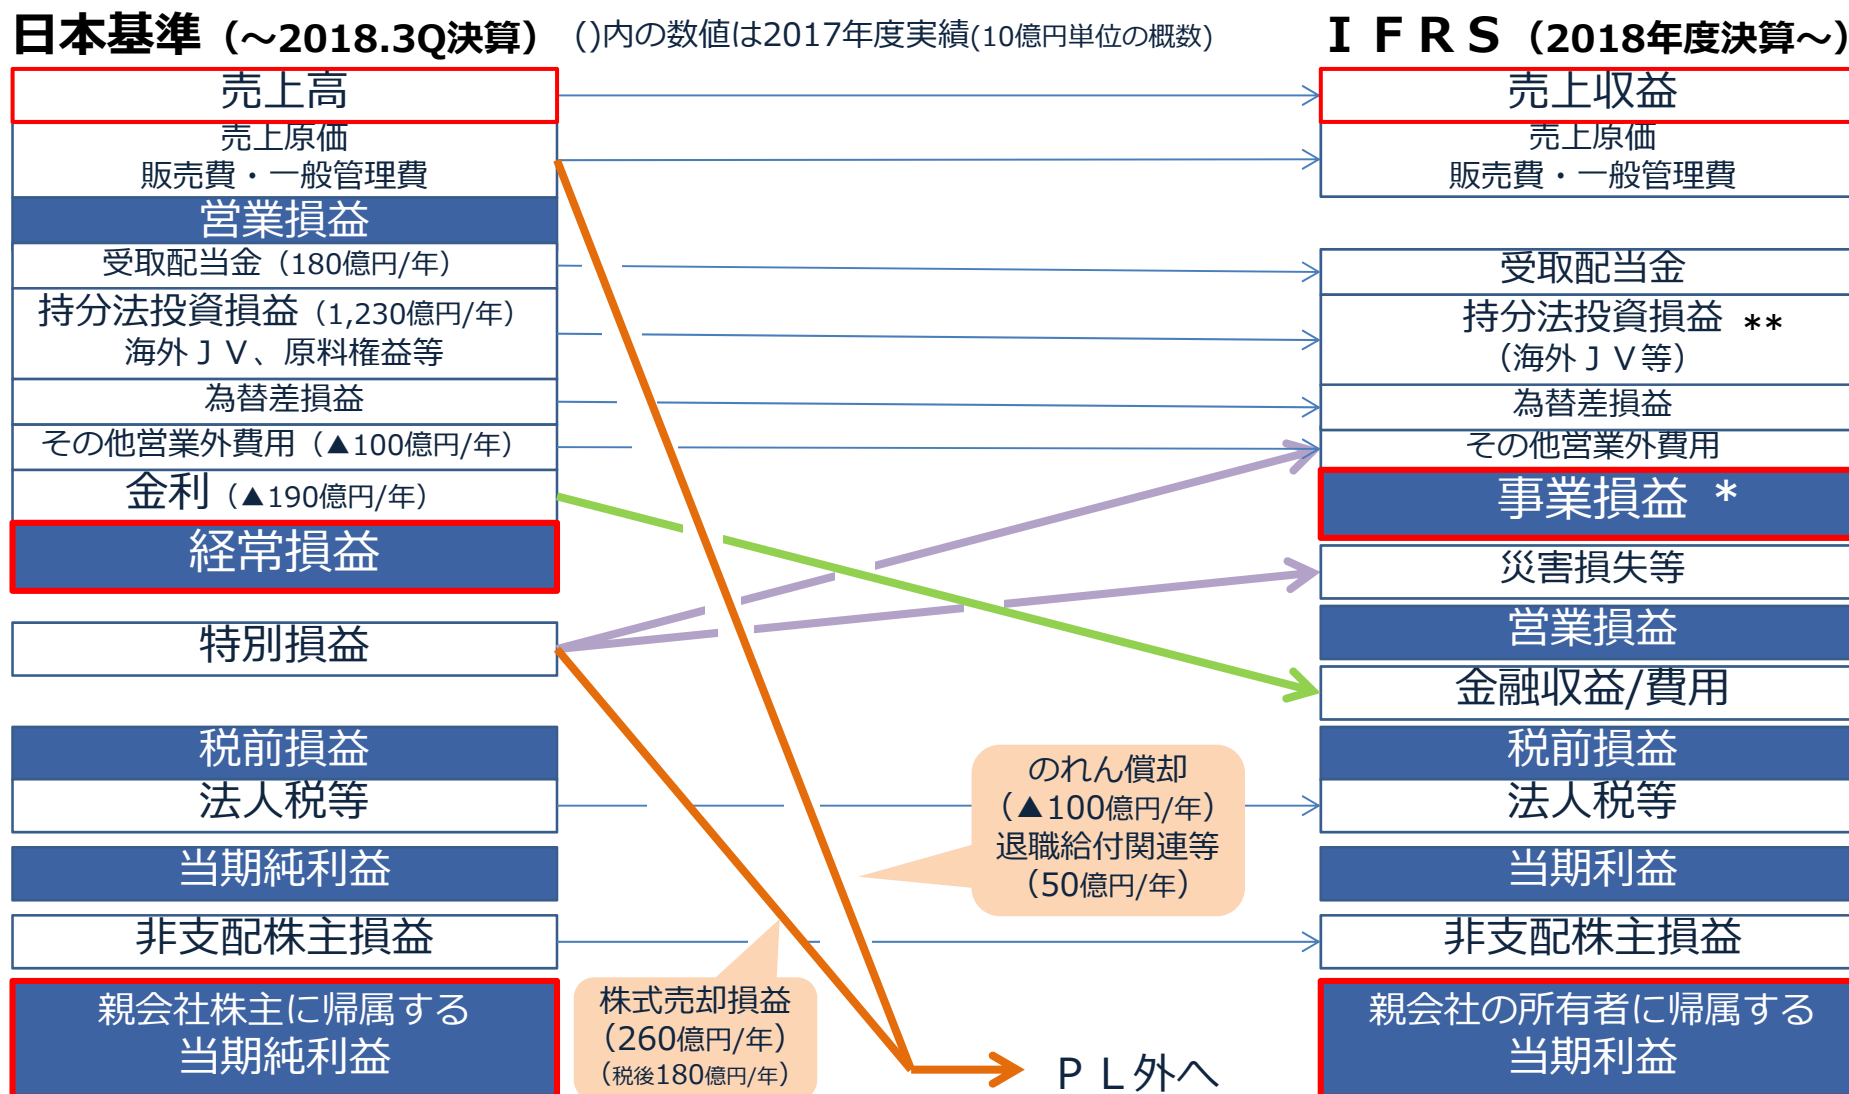 日本基準（～2018.3Q決算）
()内の数値は2017年度実績(10億円単位の概数)
ＩＦＲＳ（2018年度決算～）
売上高
売上原価
販売費・一般管理費
営業損益
受取配当金（180億円/年）
持分法投資損益（1,230億円/年）
海外ＪＶ、原料権益等
為替差損益
その他営業外費用（▲100億円/年）
金利（▲190億円/年）
経常損益
特別損益
税前損益
法人税等
当期純利益
非支配株主損益
親会社株主に帰属する
当期純利益
のれん償却
（▲100億円/年）
退職給付関連等
（50億円/年）
株式売却損益
（260億円/年）
（税後180億円/年）
ＰＬ外へ
売上収益
売上原価
販売費・一般管理費
受取配当金
持分法投資損益 **
（海外ＪＶ等）
為替差損益
その他営業外費用
事業損益 *
災害損失等
営業損益
金融収益/費用
税前損益
法人税等
当期利益
非支配株主損益
親会社の所有者に帰属する
当期利益